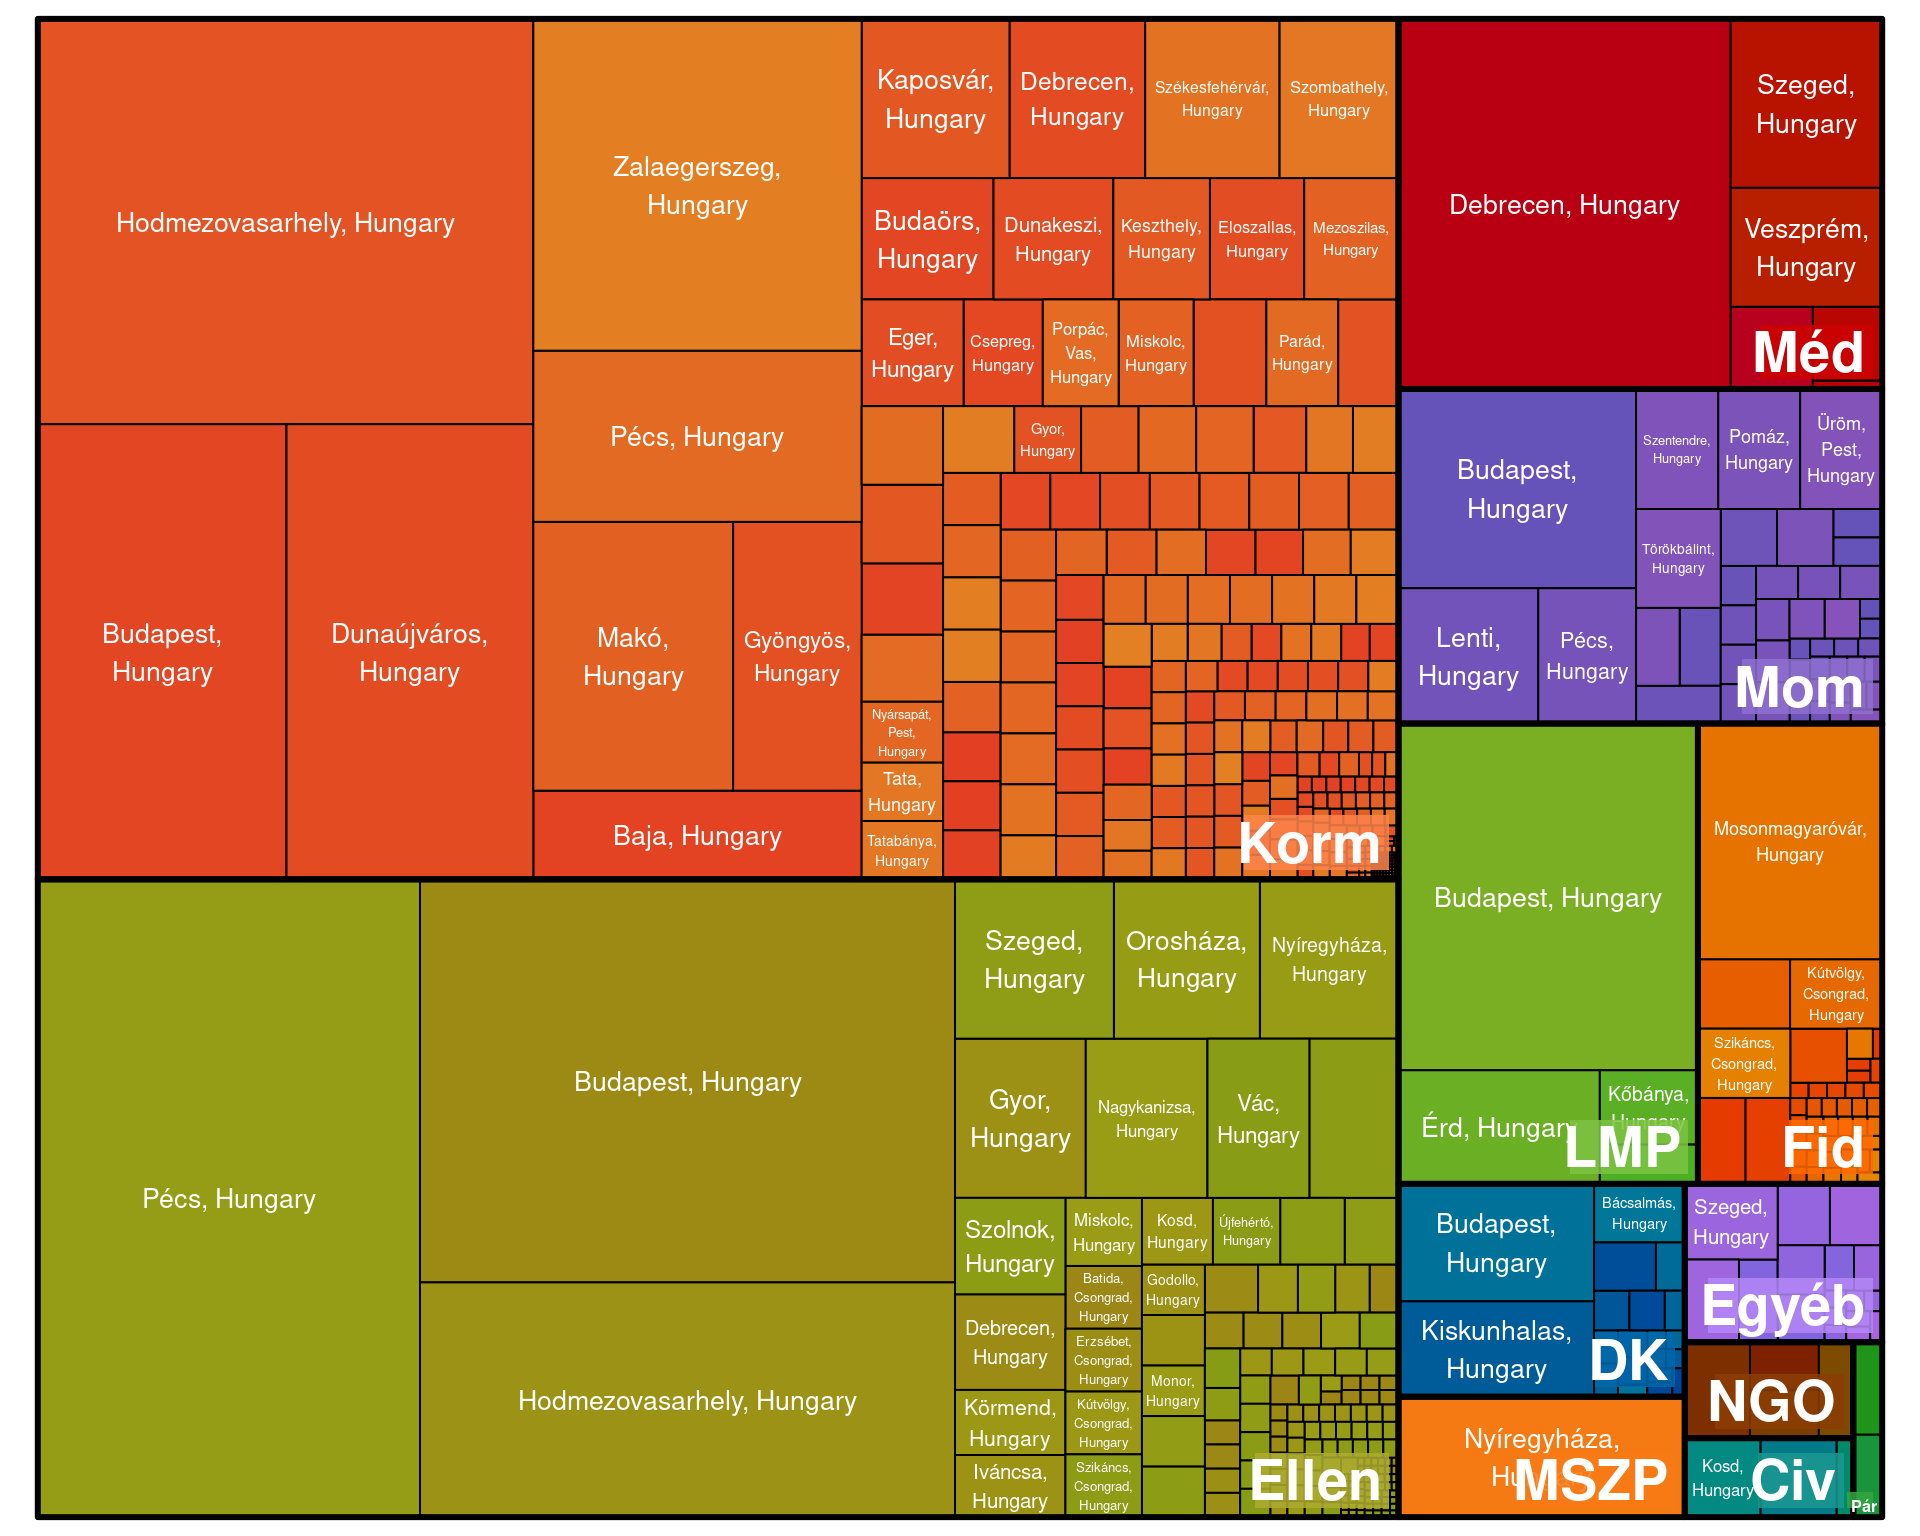 Hodmezovasarhely, Hungary
Budapest,
Hungary
Dunaújváros,
Hungary
Zalaegerszeg,
Hungary
Pécs, Hungary
Makó,
Hungary
Gyöngyös,
Hungary
Baja, Hungary
Kaposvár,
Hungary
Debrecen,
Hungary
Székesfehérvár,
Hungary
Szombathely,
Hungary
Budaörs,
Hungary
Dunakeszi,
Hungary
Keszthely,
Hungary
Eloszallas,
Hungary
Mezoszilas,
Hungary
Eger,
Hungary
Csepreg,
Hungary
Porpác,
Vas,
Hungary
Miskolc,
Hungary
Parád,
Hungary
Gyor,
Hungary
Nyársapát,
Pest,
Hungary
Tata,
Hungary
Tatabánya,
Hungary
Korm
Pécs, Hungary
Budapest, Hungary
Hodmezovasarhely, Hungary
Szeged,
Hungary
Orosháza,
Hungary
Nyíregyháza,
Hungary
Gyor,
Hungary
Nagykanizsa,
Hungary
Vác,
Hungary
Szolnok,
Hungary
Miskolc,
Hungary
Kosd,
Hungary
Újfehértó,
Hungary
Debrecen,
Hungary
Batida,
Csongrad,
Hungary
Godollo,
Hungary
Erzsébet,
Csongrad,
Hungary
Monor,
Hungary
Körmend,
Hungary
Kútvölgy,
Csongrad,
Hungary
Iváncsa,
Hungary
Szikáncs,
Csongrad,
Hungary
Ellen
Debrecen, Hungary
Szeged,
Hungary
Veszprém,
Hungary
Méd
Budapest,
Hungary
Lenti,
Hungary
Pécs,
Hungary
Szentendre,
Hungary
Pomáz,
Hungary
Üröm,
Pest,
Hungary
Törökbálint,
Hungary
Mom
Budapest, Hungary
Érd, Hungary
Kőbánya,
Hungary
LMP
Mosonmagyaróvár,
Hungary
Kútvölgy,
Csongrad,
Hungary
Szikáncs,
Csongrad,
Hungary
Fid
Budapest,
Hungary
Bácsalmás,
Hungary
Kiskunhalas,
Hungary
DK
Szeged,
Hungary
Egyéb
NGO
Nyíregyháza,
MSZP
Kosd,
Hungary
Civ
Pár